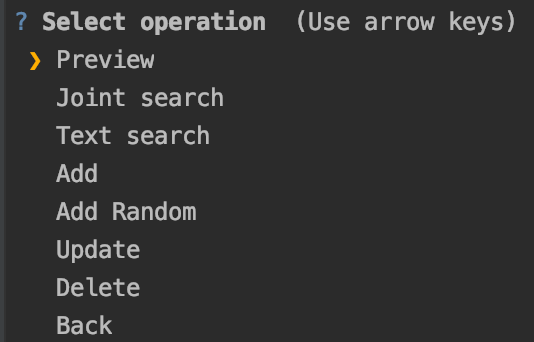 ? Select operation (Use arrow keys)
❯ Preview
Joint search
Text search
Add
Add Random
Update
Delete
Back